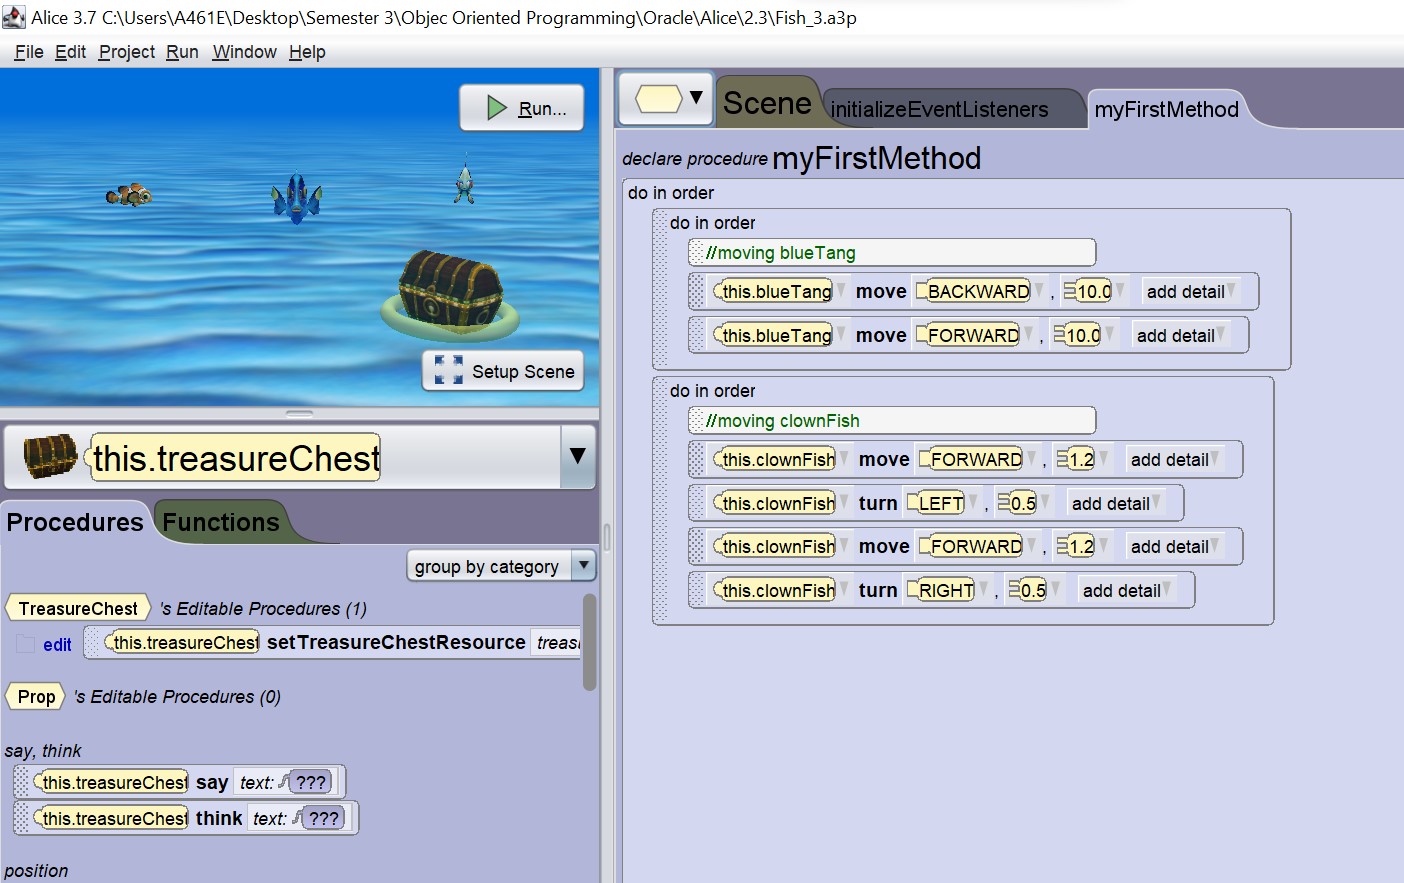 Alice 3.7 C:\Users\A461E\Desktop\Semester 3\Objec Oriented Programming\Oracle\Alice\2.3\Fish_3.a3p
File Edit Project Run Window Help
Run...
Setup Scene
this.treasureChest
Procedures Functions
group by category
TreasureChest 's Editable Procedures (1)
edit this.treasureChest setTreasureChestResource treas
Prop 's Editable Procedures (0)
say, think
this.treasureChest say text: ???
this.treasureChest think text: ???
position
Scene initializeEventListeners myFirstMethod
declare procedure myFirstMethod
do in order
do in order
//moving blueTang
this.blueTang move BACKWARD , 10.0 add detail
this.blueTang move FORWARD , 10.0 add detail
do in order
//moving clownFish
this.clownFish move FORWARD , 1.2 add detail
this.clownFish turn LEFT , 0.5 add detail
this.clownFish move FORWARD , 1.2 add detail
this.clownFish turn RIGHT , 0.5 add detail